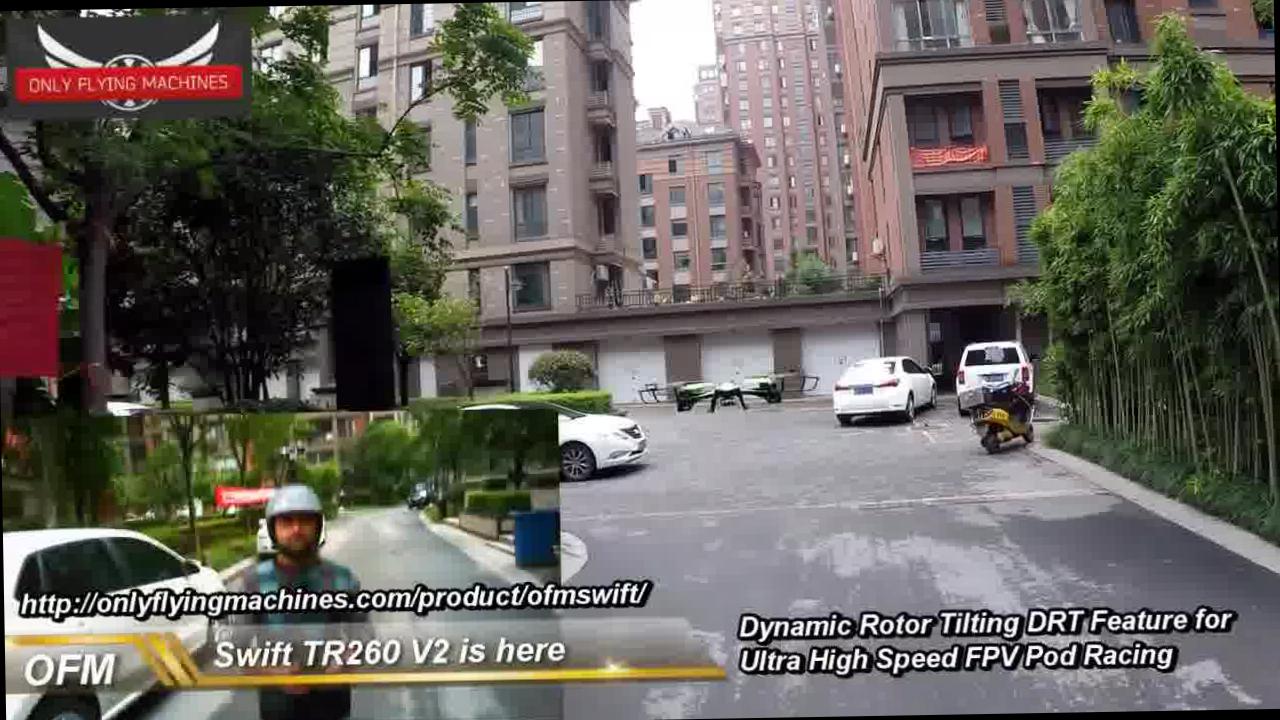 ONLY FLYING MACHINES
http://onlyflyingmachines.com/product/ofmswift/
OFM
Swift TR260 V2 is here
Dynamic Rotor Tilting DRT Feature for
Ultra High Speed FPV Pod Racing